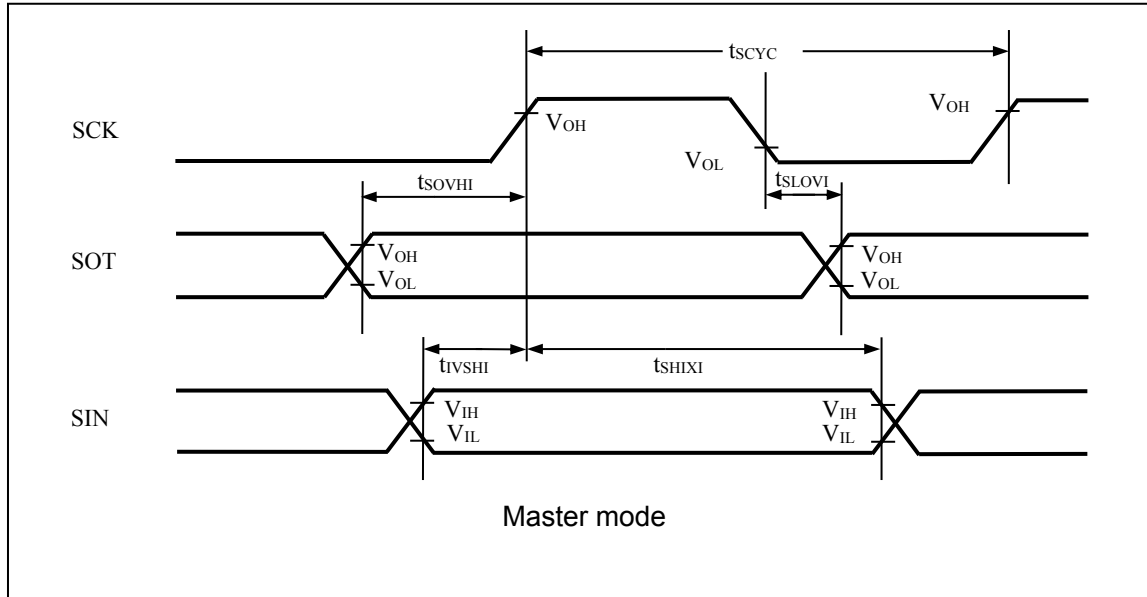 tSCYC
SCK
VOH
VOH
VOL
tSOVHI
tSLOVI
SOT
VOH
VOH
VOL
VOL
tIVSHI
tSHIXI
SIN
VIH
VIH
VIL
VIL
Master mode